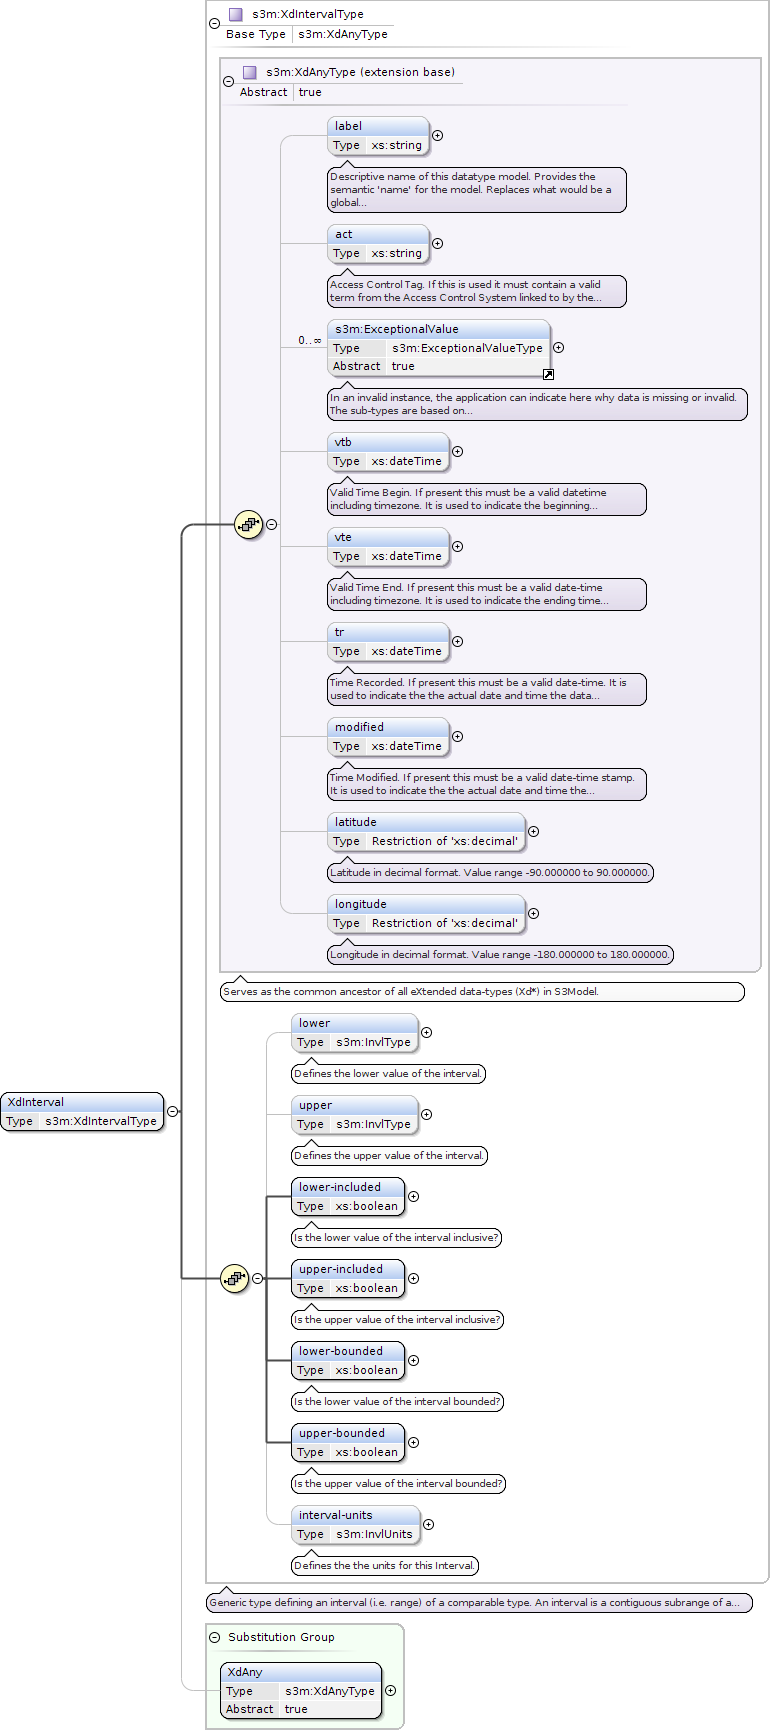 s3m:XdIntervalType
Base Type s3m:XdAnyType
s3m:XdAnyType (extension base)
Abstract true
label
Type xs:string
Descriptive name of this datatype model. Provides the
semantic 'name' for the model. Replaces what would be a
global...
act
Type xs:string
Access Control Tag. If this is used it must contain a valid
term from the Access Control System linked to by the...
0..∞
s3m:ExceptionalValue
Type s3m:ExceptionalValueType
Abstract true
In an invalid instance, the application can indicate here why data is missing or invalid.
The sub-types are based on...
vtb
Type xs:dateTime
Valid Time Begin. If present this must be a valid datetime
including timezone. It is used to indicate the beginning...
vte
Type xs:dateTime
Valid Time End. If present this must be a valid date-time
including timezone. It is used to indicate the ending time...
tr
Type xs:dateTime
Time Recorded. If present this must be a valid date-time. It is
used to indicate the the actual date and time the data...
modified
Type xs:dateTime
Time Modified. If present this must be a valid date-time stamp.
It is used to indicate the the actual date and time the...
latitude
Type Restriction of 'xs:decimal'
Latitude in decimal format. Value range -90.000000 to 90.000000.
longitude
Type Restriction of 'xs:decimal'
Longitude in decimal format. Value range -180.000000 to 180.000000.
Serves as the common ancestor of all eXtended data-types (Xd*) in S3Model.
lower
Type s3m:InvlType
Defines the lower value of the interval.
XdInterval
Type s3m:XdIntervalType
upper
Type s3m:InvlType
Defines the upper value of the interval.
lower-included
Type xs:boolean
Is the lower value of the interval inclusive?
upper-included
Type xs:boolean
Is the upper value of the interval inclusive?
lower-bounded
Type xs:boolean
Is the lower value of the interval bounded?
upper-bounded
Type xs:boolean
Is the upper value of the interval bounded?
interval-units
Type s3m:InvlUnits
Defines the the units for this Interval.
Generic type defining an interval (i.e. range) of a comparable type. An interval is a contiguous subrange of a...
Substitution Group
XdAny
Type s3m:XdAnyType
Abstract true